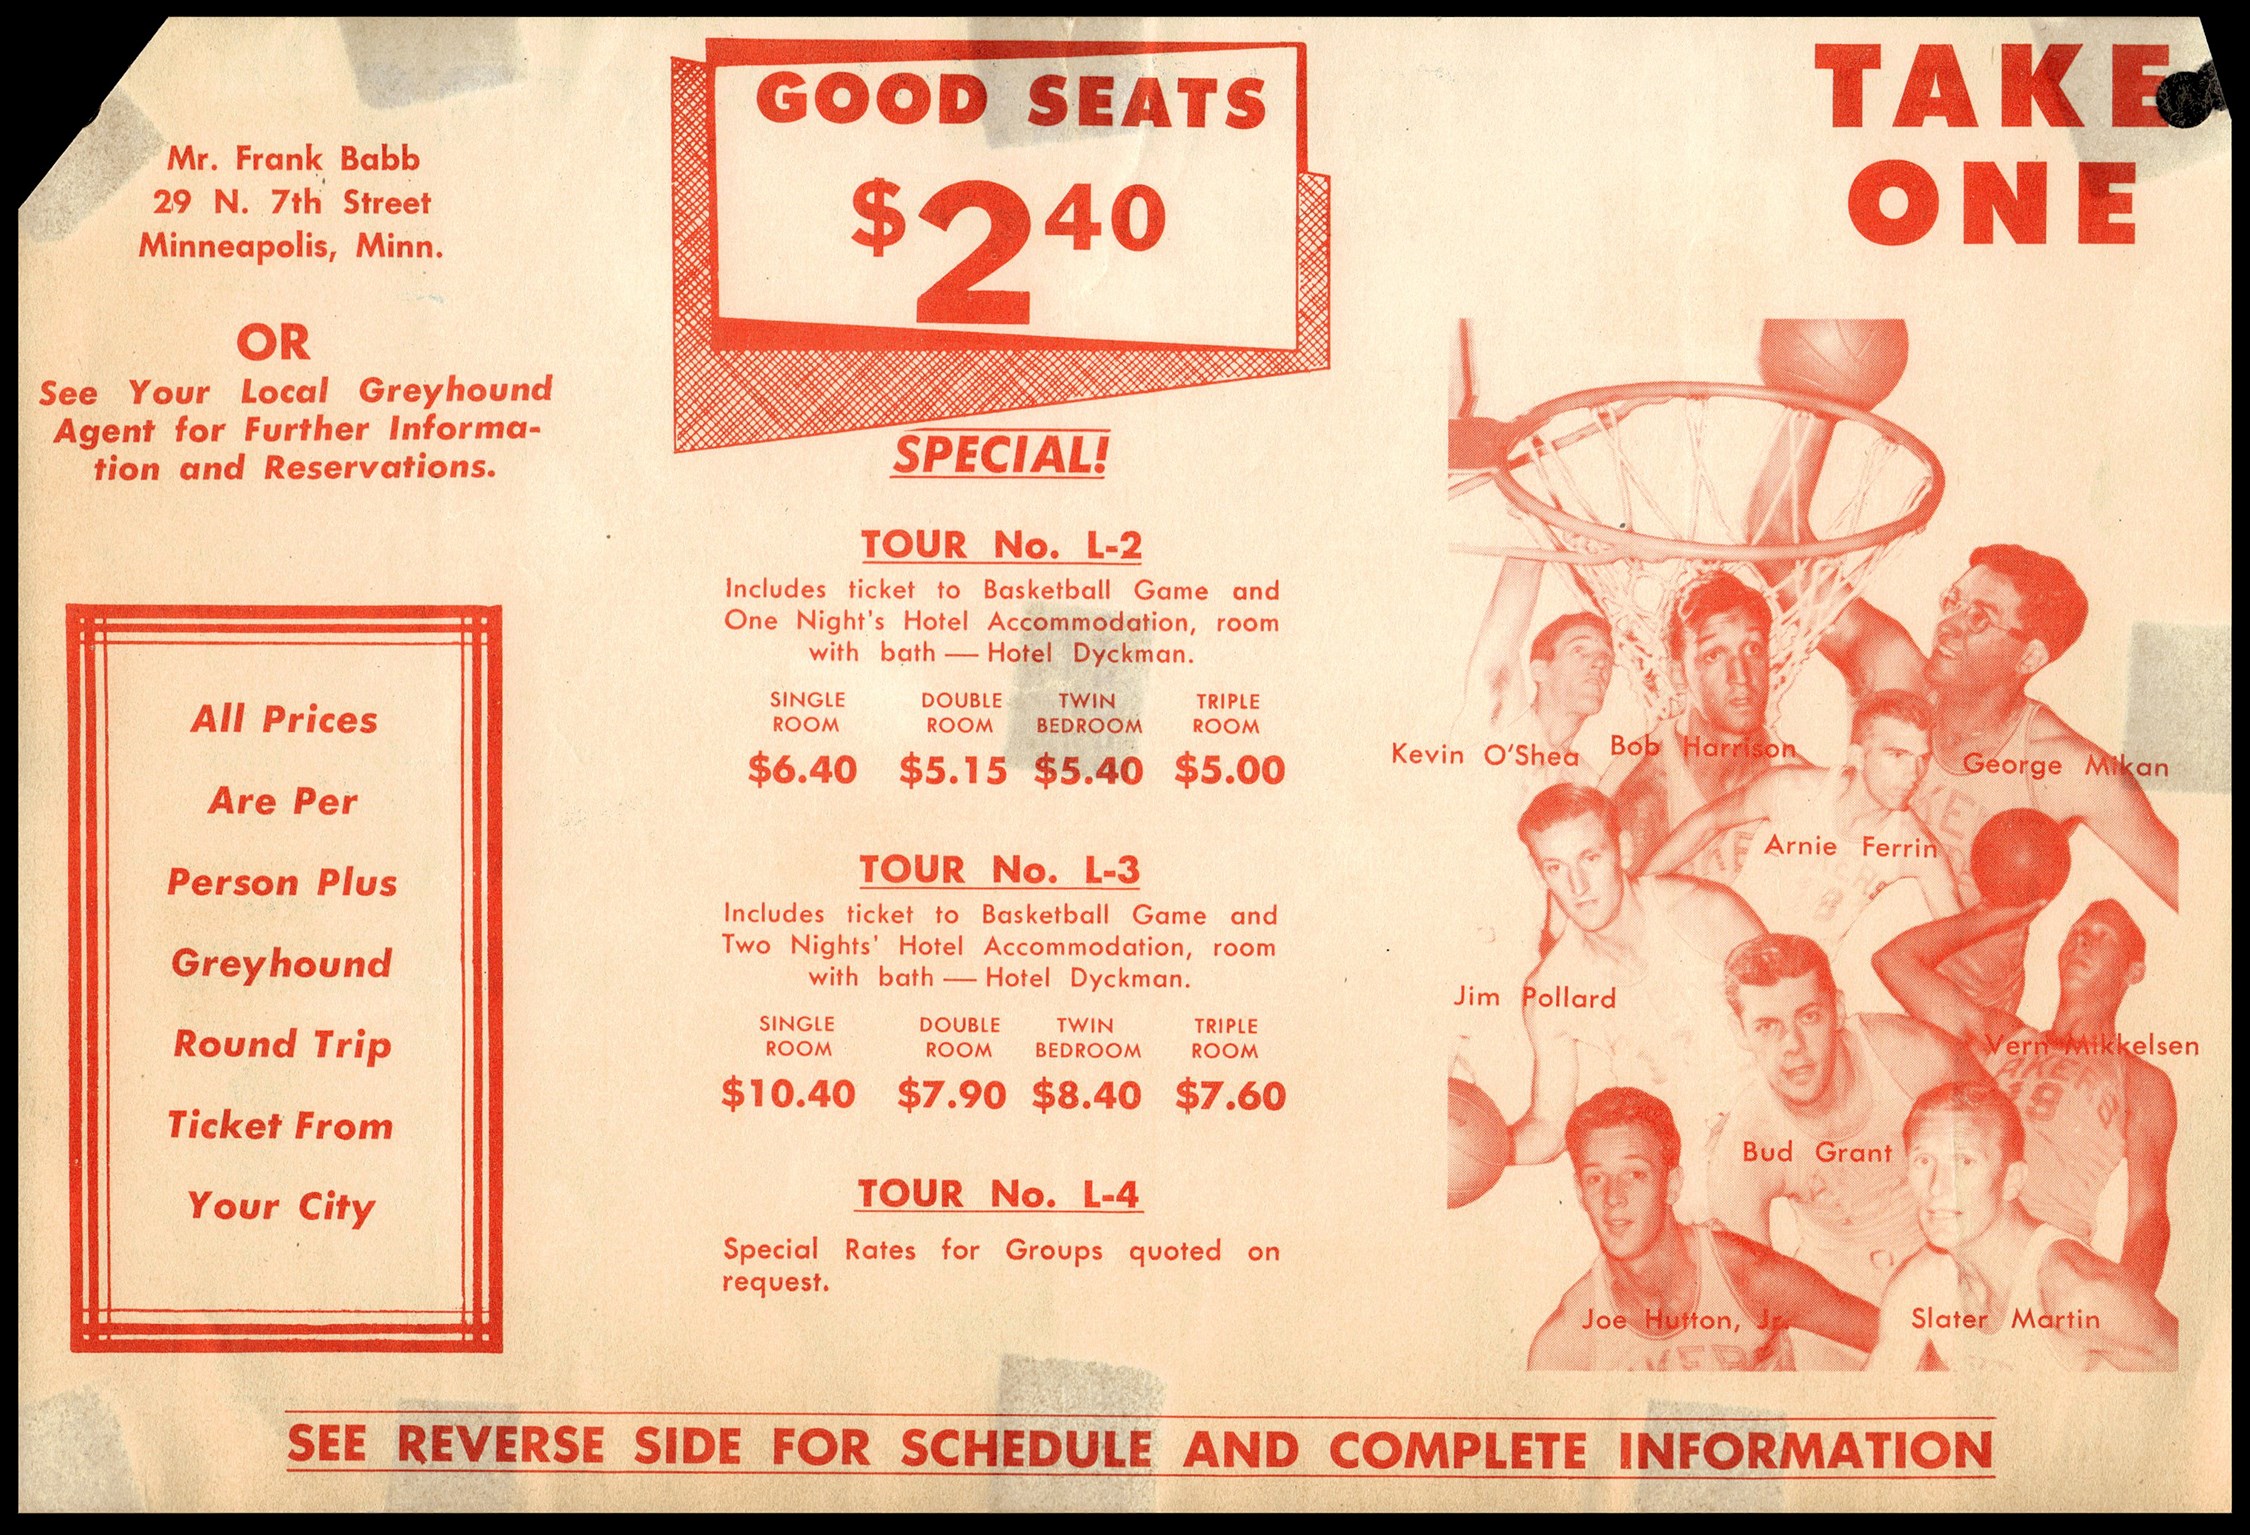 Mr. Frank Babb
29 N. 7th Street
Minneapolis, Minn.
OR
See Your Local Greyhound
Agent for Further Informa-
tion and Reservations.
All Prices
Are Per
Person Plus
Greyhound
Round Trip
Ticket From
Your City
GOOD SEATS
$2 40
SPECIAL!
TOUR No. L-2
Includes ticket to Basketball Game and
One Night's Hotel Accommodation, room
with bath — Hotel Dyckman.
SINGLE ROOM DOUBLE ROOM TWIN BEDROOM TRIPLE ROOM
$6.40 $5.15 $5.40 $5.00
TOUR No. L-3
Includes ticket to Basketball Game and
Two Nights' Hotel Accommodation, room
with bath — Hotel Dyckman.
SINGLE ROOM DOUBLE ROOM TWIN BEDROOM TRIPLE ROOM
$10.40 $7.90 $8.40 $7.60
TOUR No. L-4
Special Rates for Groups quoted on
request.
TAKE
ONE
Kevin O'Shea
Bob Harrison
George Mikan
Arnie Ferrin
Jim Pollard
Vern Mikkelsen
Bud Grant
Joe Hutton, Jr.
Slater Martin
SEE REVERSE SIDE FOR SCHEDULE AND COMPLETE INFORMATION